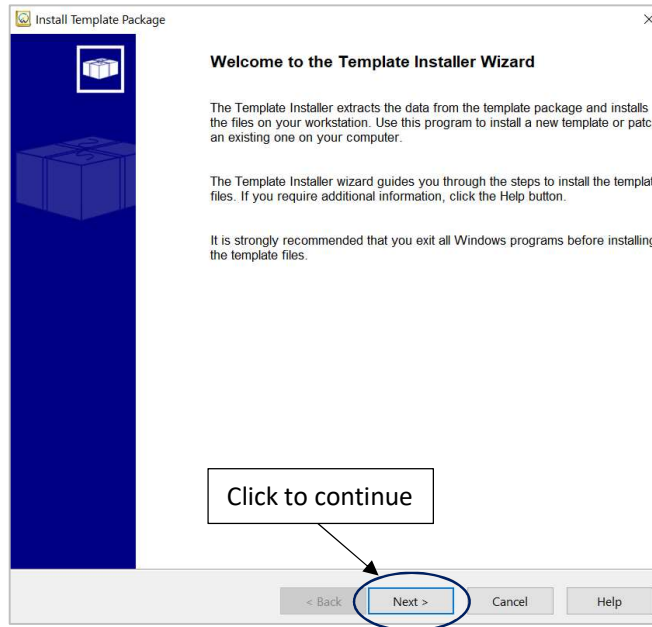 Install Template Package
Welcome to the Template Installer Wizard
The Template Installer extracts the data from the template package and installs
the files on your workstation. Use this program to install a new template or patc
an existing one on your computer.
The Template Installer wizard guides you through the steps to install the templat
files. If you require additional information, click the Help button.
It is strongly recommended that you exit all Windows programs before installing
the template files.
Click to continue
< Back Next > Cancel Help